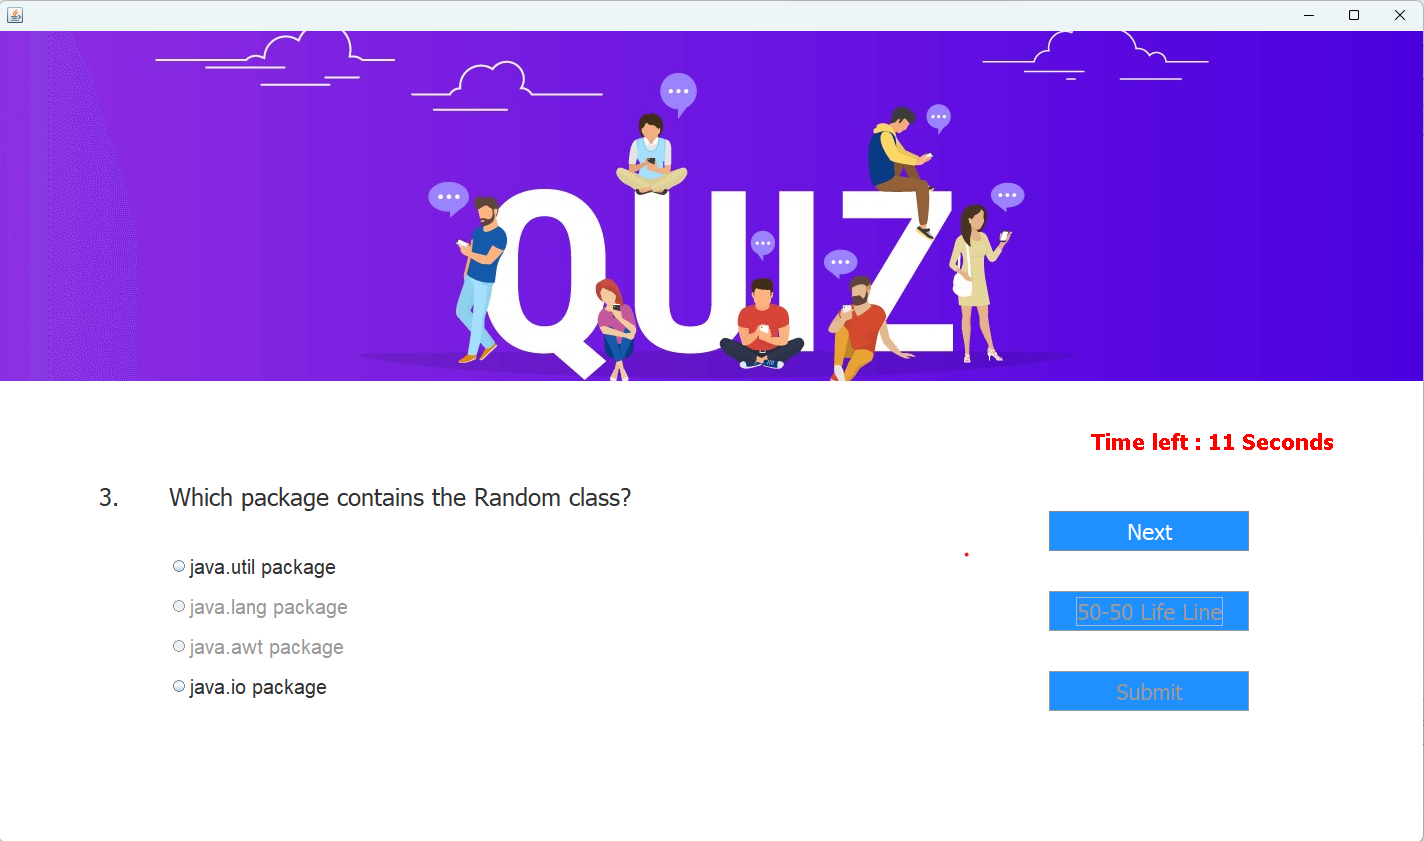 QUIZ
Time left : 11 Seconds
3. Which package contains the Random class?
Next
java.util package
java.lang package
50-50 Life Line
java.awt package
java.io package
Submit